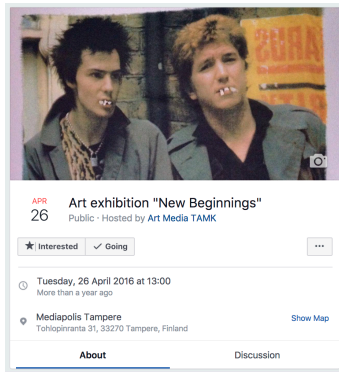 APR
26
Art exhibition "New Beginnings"
Public · Hosted by Art Media TAMK
Interested
Going
...
Tuesday, 26 April 2016 at 13:00
More than a year ago
Mediapolis Tampere
Tohlopinranta 31, 33270 Tampere, Finland
Show Map
About
Discussion